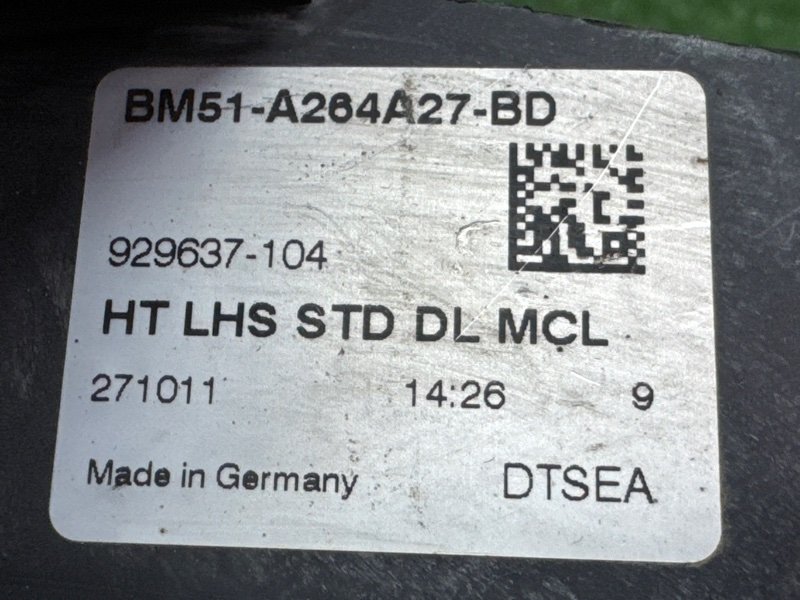 BM51-A264A27-BD
929637-104
HT LHS STD DL MCL
271011 14:26 9
Made in Germany DTSEA